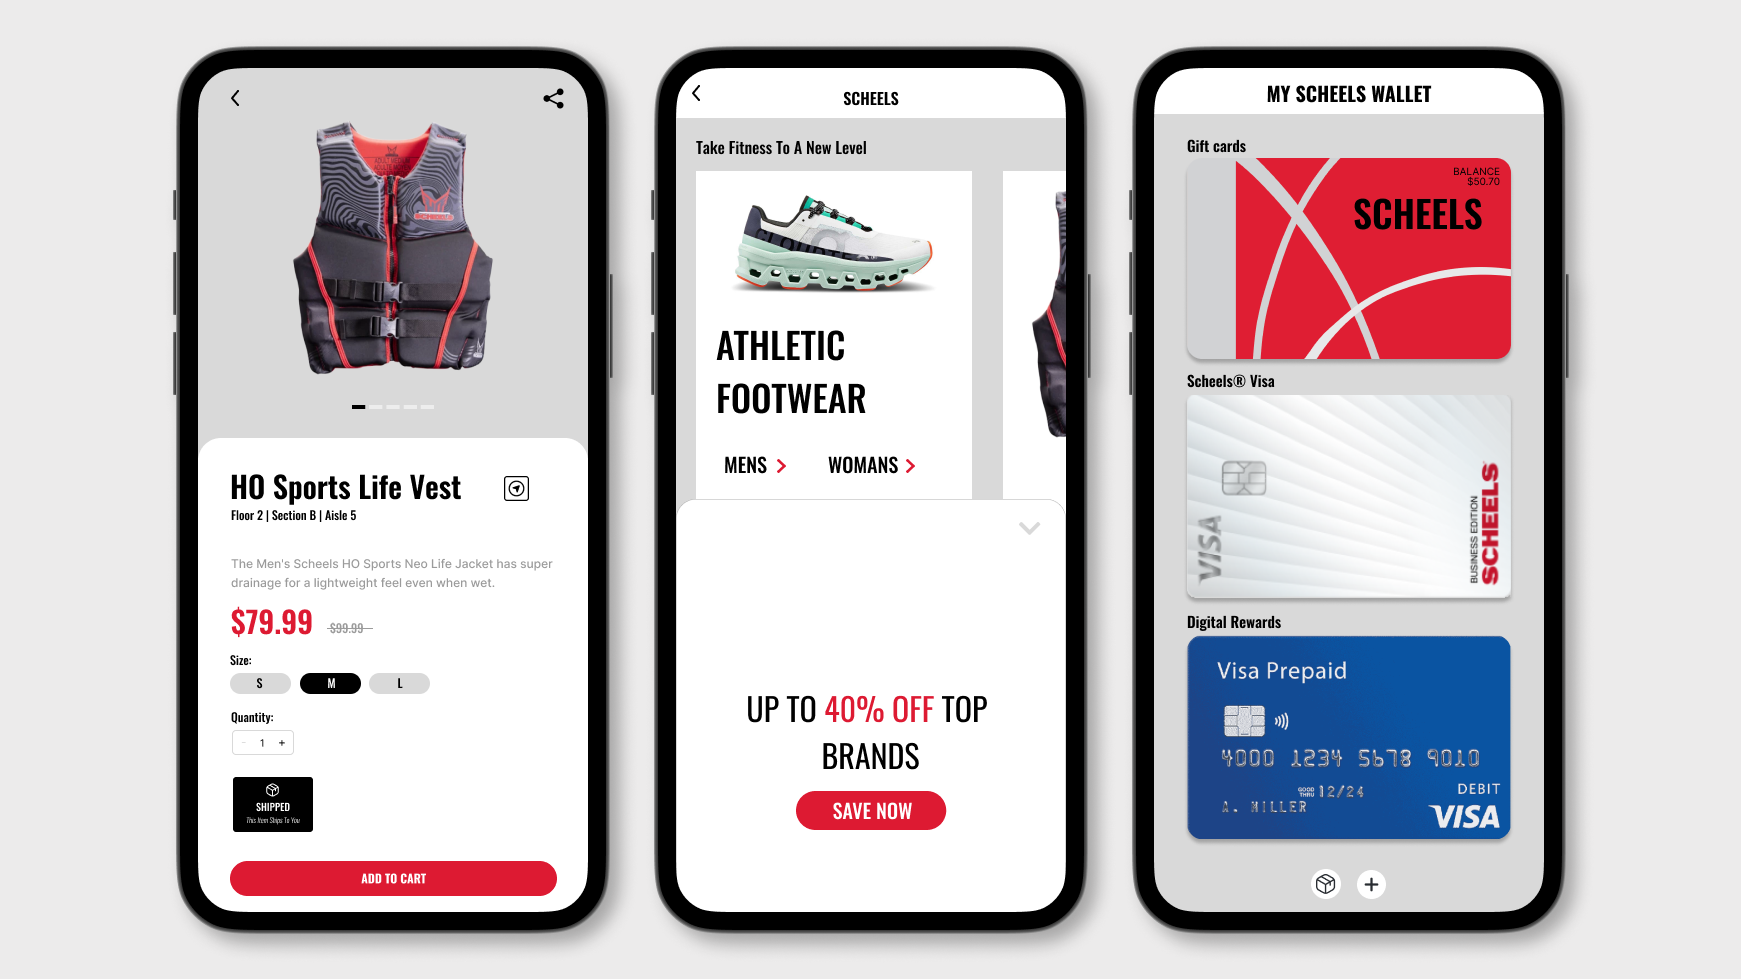 HO Sports Life Vest
Floor 2 | Section B | Aisle 5
The Men's Scheels HO Sports Neo Life Jacket has super
drainage for a lightweight feel even when wet.
$79.99 $99.99
Size:
S M L
Quantity:
- 1 +
SHIPPED
This Item Ships To You
ADD TO CART
SCHEELS
Take Fitness To A New Level
ATHLETIC
FOOTWEAR
MENS WOMANS
UP TO 40% OFF TOP
BRANDS
SAVE NOW
MY SCHEELS WALLET
Gift cards
BALANCE
$50.70
SCHEELS
Scheels® Visa
VISA
BUSINESS EDITION
SCHEELS
Digital Rewards
Visa Prepaid
4000 1234 5678 9010
GOOD
THRU 12/24
A. MILLER
DEBIT
VISA